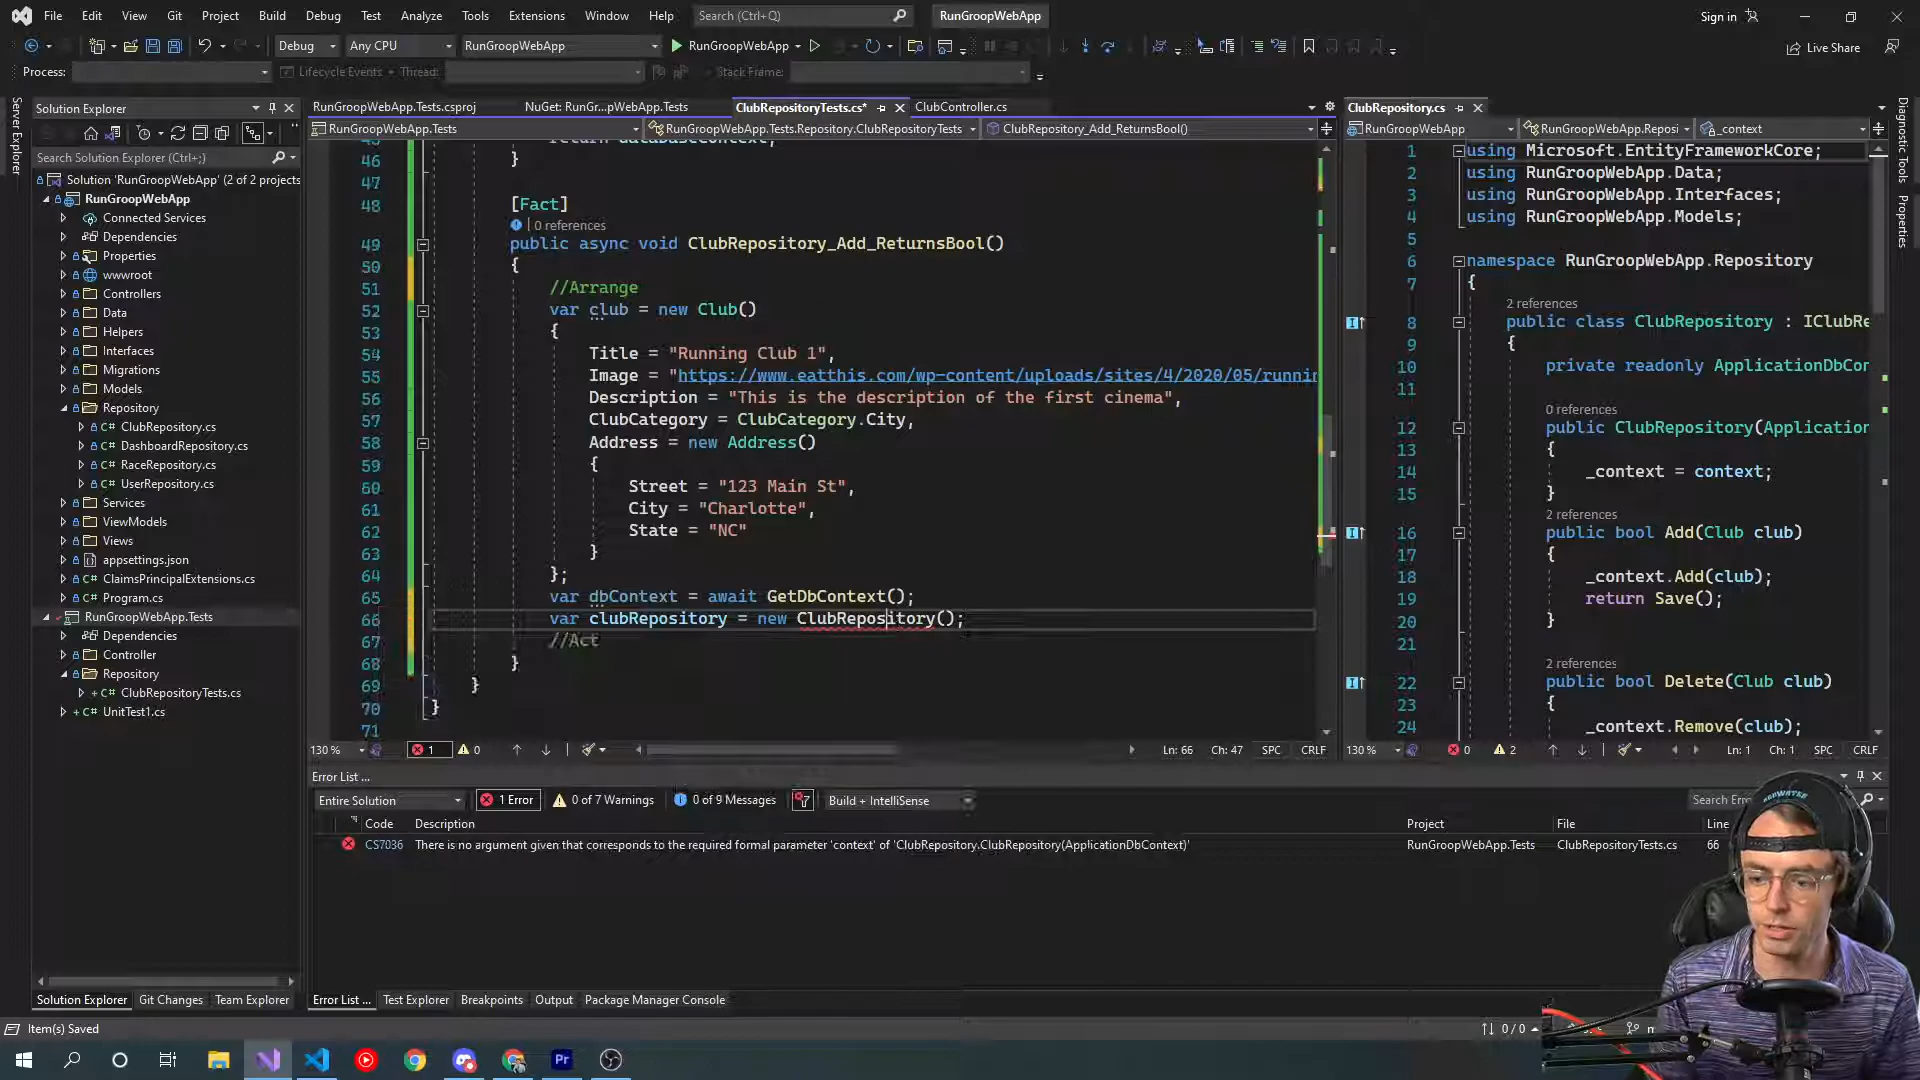 File Edit View Git Project Build Debug Test Analyze Tools Extensions Window Help Search (Ctrl+Q) RunGroopWebApp Sign in
Debug Any CPU RunGroopWebApp RunGroopWebApp Live Share
Process: Lifecycle Events Thread: Stack Frame:
Server Explorer
Solution Explorer
Search Solution Explorer (Ctrl+;)
Solution 'RunGroopWebApp' (2 of 2 projects
RunGroopWebApp
Connected Services
Dependencies
Properties
wwwroot
Controllers
Data
Helpers
Interfaces
Migrations
Models
Repository
C# ClubRepository.cs
C# DashboardRepository.cs
C# RaceRepository.cs
C# UserRepository.cs
Services
ViewModels
Views
appsettings.json
C# ClaimsPrincipalExtensions.cs
C# Program.cs
RunGroopWebApp.Tests
Dependencies
Controller
Repository
C# ClubRepositoryTests.cs
C# UnitTest1.cs
Solution Explorer Git Changes Team Explorer
RunGroopWebApp.Tests.csproj NuGet: RunGr...pWebApp.Tests ClubRepositoryTests.cs* ClubController.cs
RunGroopWebApp.Tests RunGroopWebApp.Tests.Repository.ClubRepositoryTests ClubRepository_Add_ReturnsBool()
45 return databaseContext;
46 }
47
48 [Fact]
0 references
49 public async void ClubRepository_Add_ReturnsBool()
50 {
51 //Arrange
52 var club = new Club()
53 {
54 Title = "Running Club 1",
55 Image = "https://www.eatthis.com/wp-content/uploads/sites/4/2020/05/runnin
56 Description = "This is the description of the first cinema",
57 ClubCategory = ClubCategory.City,
58 Address = new Address()
59 {
60 Street = "123 Main St",
61 City = "Charlotte",
62 State = "NC"
63 }
64 };
65 var dbContext = await GetDbContext();
66 var clubRepository = new ClubRepository();
67 //Act
68 }
69 }
70 }
71
130 % 1 0 Ln: 66 Ch: 47 SPC CRLF
ClubRepository.cs
RunGroopWebApp RunGroopWebApp.Reposi _context
1 using Microsoft.EntityFrameworkCore;
2 using RunGroopWebApp.Data;
3 using RunGroopWebApp.Interfaces;
4 using RunGroopWebApp.Models;
5
6 namespace RunGroopWebApp.Repository
7 {
2 references
8 public class ClubRepository : IClubRe
9 {
10 private readonly ApplicationDbCon
11
0 references
12 public ClubRepository(Application
13 {
14 _context = context;
15 }
2 references
16 public bool Add(Club club)
17 {
18 _context.Add(club);
19 return Save();
20 }
21
2 references
22 public bool Delete(Club club)
23 {
24 _context.Remove(club);
130 % 0 2 Ln: 1 Ch: 1 SPC CRLF
Diagnostic Tools
Properties
Error List ...
Entire Solution 1 Error 0 of 7 Warnings 0 of 9 Messages Build + IntelliSense
Code Description Project File Line
CS7036 There is no argument given that corresponds to the required formal parameter 'context' of 'ClubRepository.ClubRepository(ApplicationDbContext)' RunGroopWebApp.Tests ClubRepositoryTests.cs 66
Error List ... Test Explorer Breakpoints Output Package Manager Console
Item(s) Saved 0 / 0
Pr